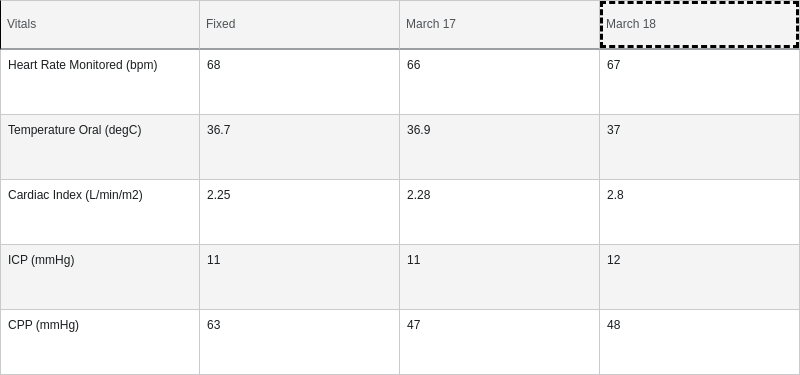 Vitals Fixed March 17 March 18
Heart Rate Monitored (bpm) 68 66 67
Temperature Oral (degC) 36.7 36.9 37
Cardiac Index (L/min/m2) 2.25 2.28 2.8
ICP (mmHg) 11 11 12
CPP (mmHg) 63 47 48